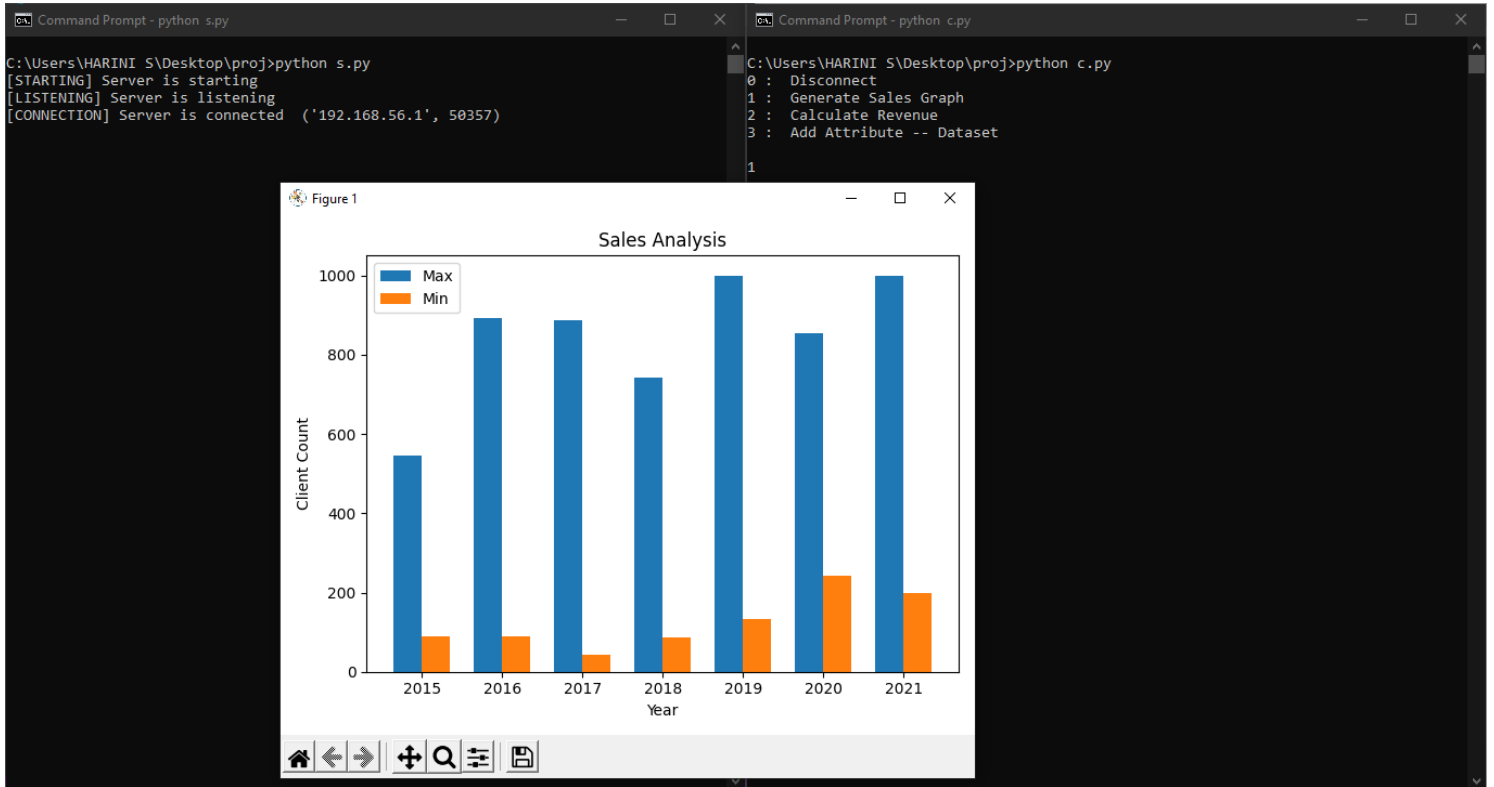 Command Prompt - python s.py
C:\Users\HARINI S\Desktop\proj>python s.py
[STARTING] Server is starting
[LISTENING] Server is listening
[CONNECTION] Server is connected ('192.168.56.1', 50357)
Command Prompt - python c.py
C:\Users\HARINI S\Desktop\proj>python c.py
0 : Disconnect
1 : Generate Sales Graph
2 : Calculate Revenue
3 : Add Attribute -- Dataset
1
Figure 1
Sales Analysis
Max
Min
1000
800
600
400
200
0
Client Count
2015 2016 2017 2018 2019 2020 2021
Year